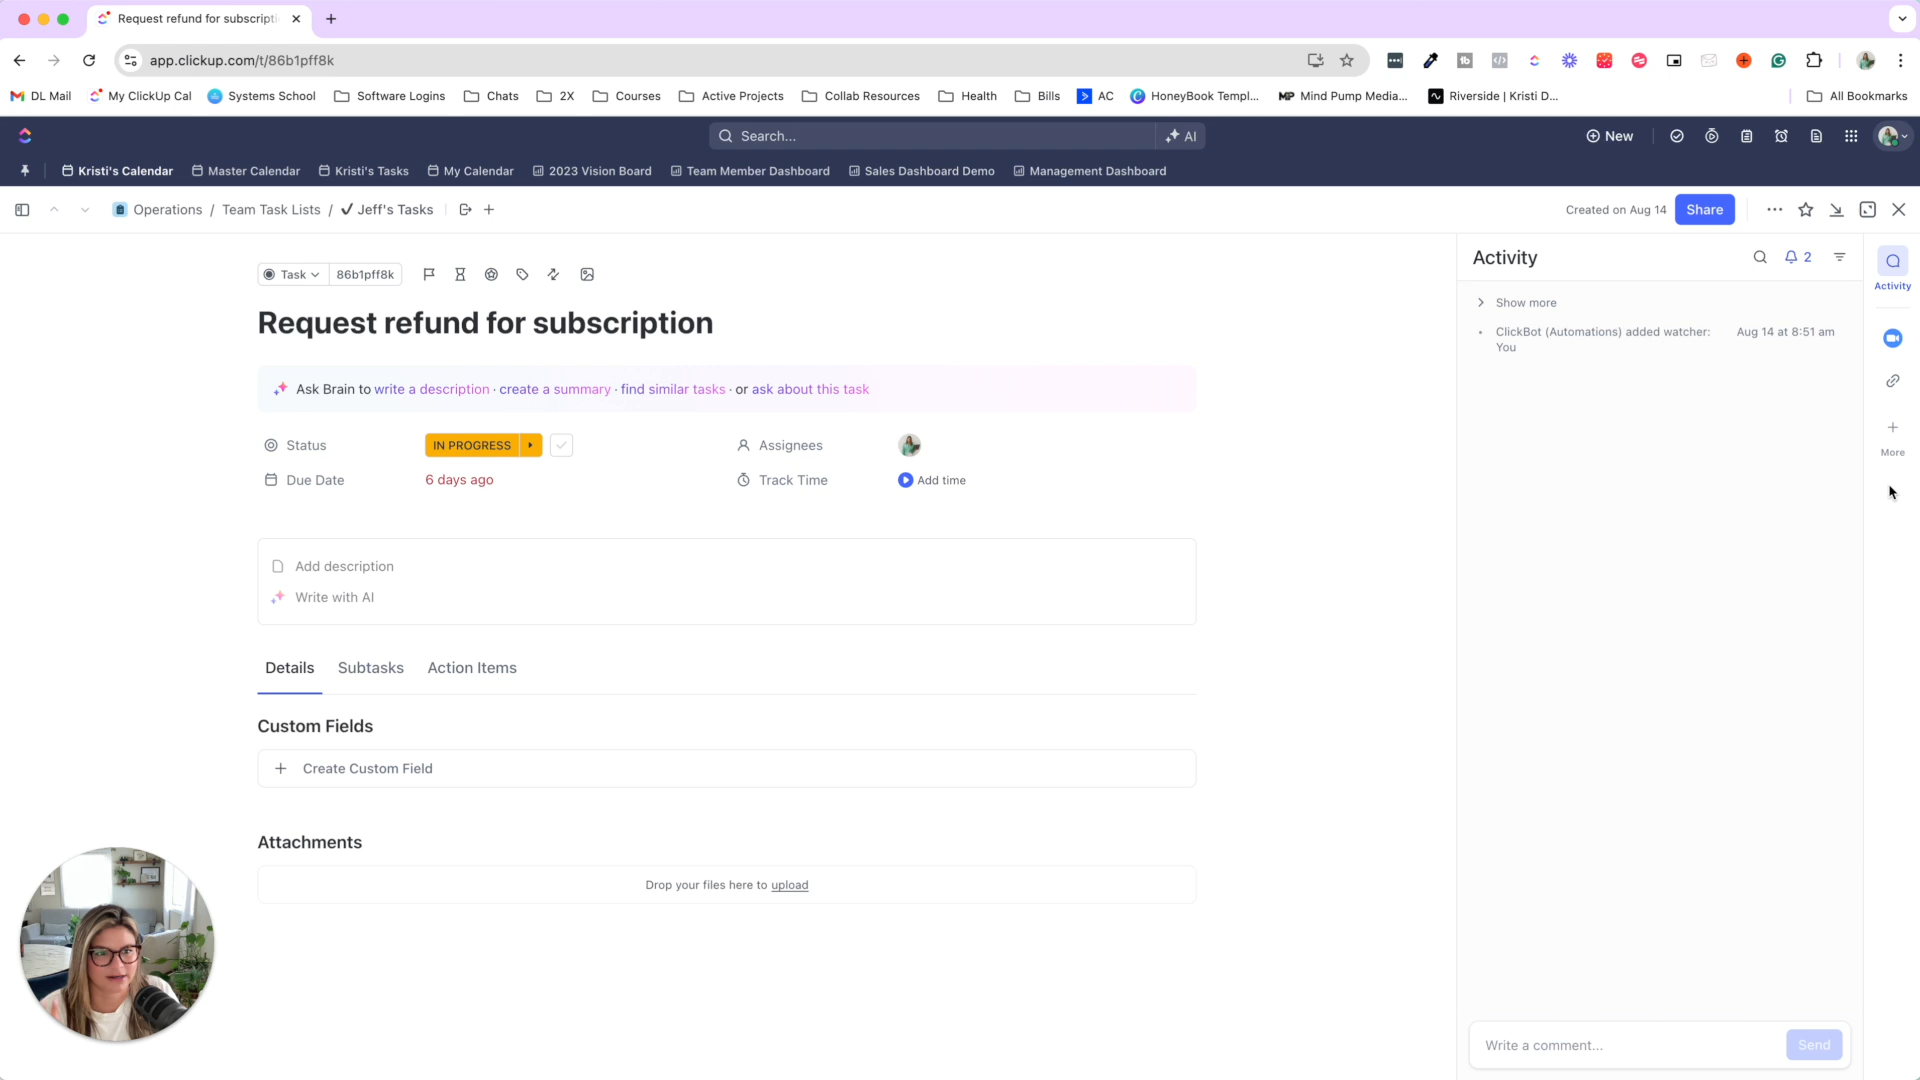 Request refund for subscripti
app.clickup.com/t/86b1pff8k
DL Mail
My ClickUp Cal
Systems School
Software Logins
Chats
2X
Courses
Active Projects
Collab Resources
Health
Bills
AC
HoneyBook Templ...
MP Mind Pump Media...
Riverside | Kristi D...
All Bookmarks
Search...
AI
New
Kristi's Calendar
Master Calendar
Kristi's Tasks
My Calendar
2023 Vision Board
Team Member Dashboard
Sales Dashboard Demo
Management Dashboard
Operations / Team Task Lists / Jeff's Tasks
Created on Aug 14
Share
Task
86b1pff8k
Request refund for subscription
Ask Brain to write a description · create a summary · find similar tasks · or ask about this task
Status
IN PROGRESS
Assignees
Due Date
6 days ago
Track Time
Add time
Add description
Write with AI
Details
Subtasks
Action Items
Custom Fields
Create Custom Field
Attachments
Drop your files here to upload
Activity
2
Show more
ClickBot (Automations) added watcher: You
Aug 14 at 8:51 am
Write a comment...
Send
Activity
More